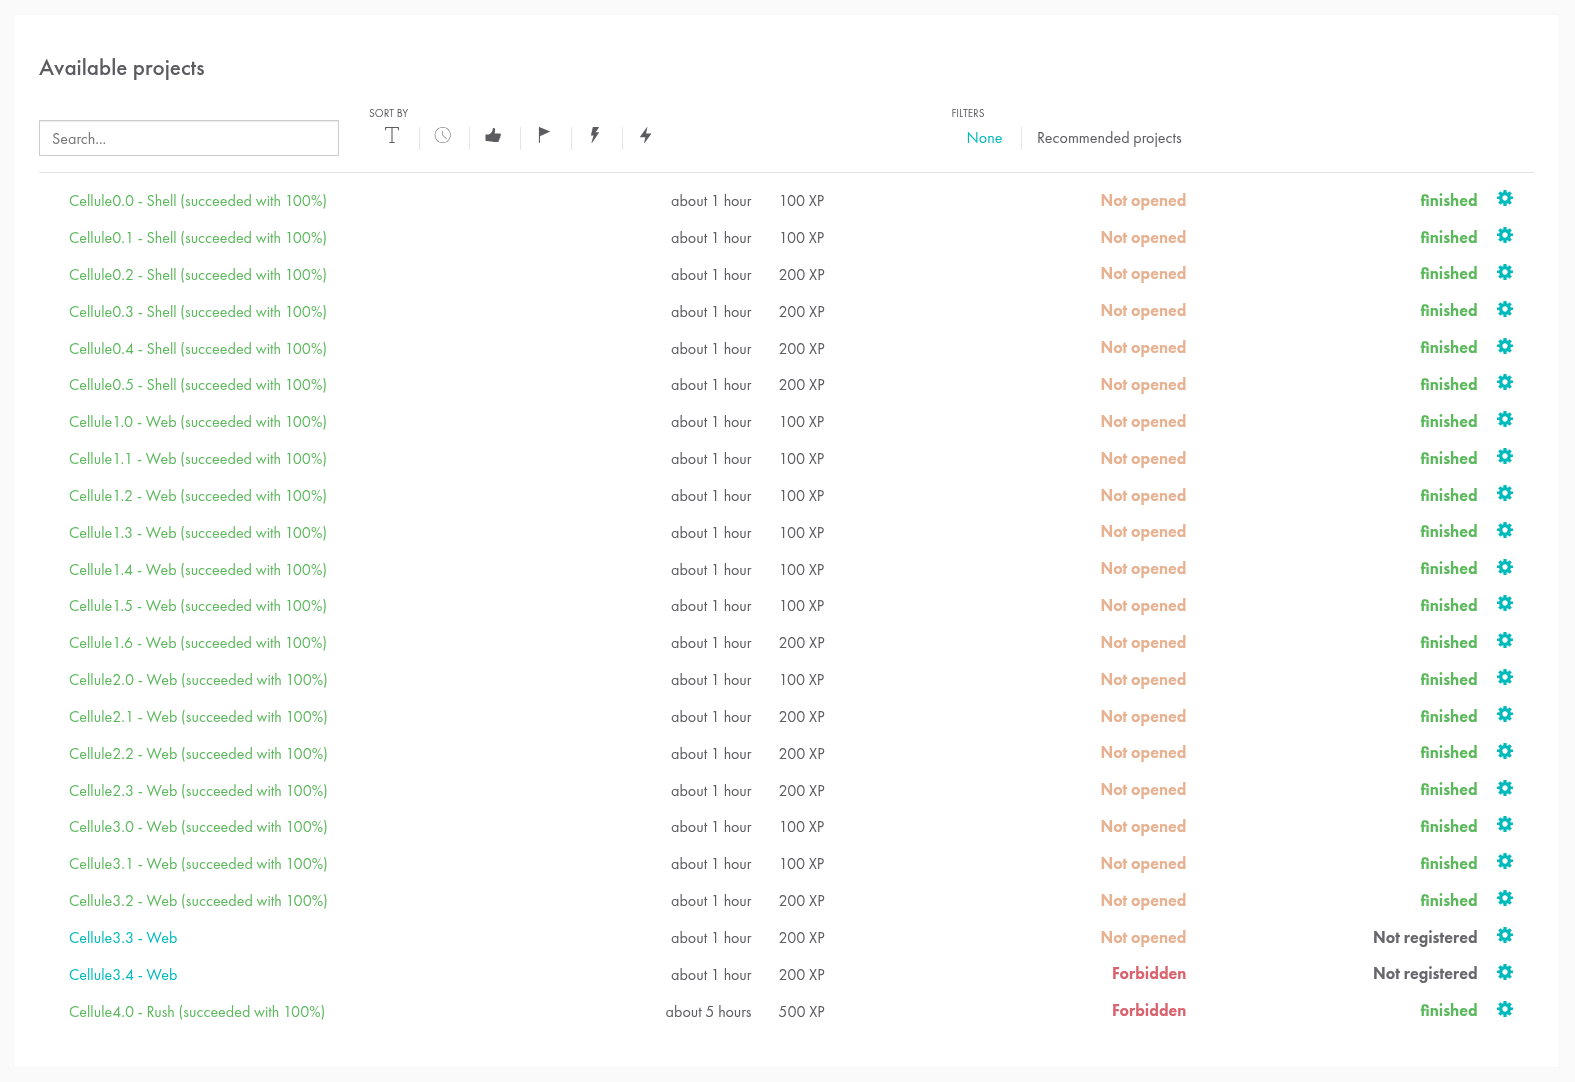 Available projects
SORT BY
FILTERS
Search...
None Recommended projects
Cellule0.0 - Shell (succeeded with 100%) about 1 hour 100 XP Not opened finished
Cellule0.1 - Shell (succeeded with 100%) about 1 hour 100 XP Not opened finished
Cellule0.2 - Shell (succeeded with 100%) about 1 hour 200 XP Not opened finished
Cellule0.3 - Shell (succeeded with 100%) about 1 hour 200 XP Not opened finished
Cellule0.4 - Shell (succeeded with 100%) about 1 hour 200 XP Not opened finished
Cellule0.5 - Shell (succeeded with 100%) about 1 hour 200 XP Not opened finished
Cellule1.0 - Web (succeeded with 100%) about 1 hour 100 XP Not opened finished
Cellule1.1 - Web (succeeded with 100%) about 1 hour 100 XP Not opened finished
Cellule1.2 - Web (succeeded with 100%) about 1 hour 100 XP Not opened finished
Cellule1.3 - Web (succeeded with 100%) about 1 hour 100 XP Not opened finished
Cellule1.4 - Web (succeeded with 100%) about 1 hour 100 XP Not opened finished
Cellule1.5 - Web (succeeded with 100%) about 1 hour 100 XP Not opened finished
Cellule1.6 - Web (succeeded with 100%) about 1 hour 200 XP Not opened finished
Cellule2.0 - Web (succeeded with 100%) about 1 hour 100 XP Not opened finished
Cellule2.1 - Web (succeeded with 100%) about 1 hour 200 XP Not opened finished
Cellule2.2 - Web (succeeded with 100%) about 1 hour 200 XP Not opened finished
Cellule2.3 - Web (succeeded with 100%) about 1 hour 200 XP Not opened finished
Cellule3.0 - Web (succeeded with 100%) about 1 hour 100 XP Not opened finished
Cellule3.1 - Web (succeeded with 100%) about 1 hour 100 XP Not opened finished
Cellule3.2 - Web (succeeded with 100%) about 1 hour 200 XP Not opened finished
Cellule3.3 - Web about 1 hour 200 XP Not opened Not registered
Cellule3.4 - Web about 1 hour 200 XP Forbidden Not registered
Cellule4.0 - Rush (succeeded with 100%) about 5 hours 500 XP Forbidden finished